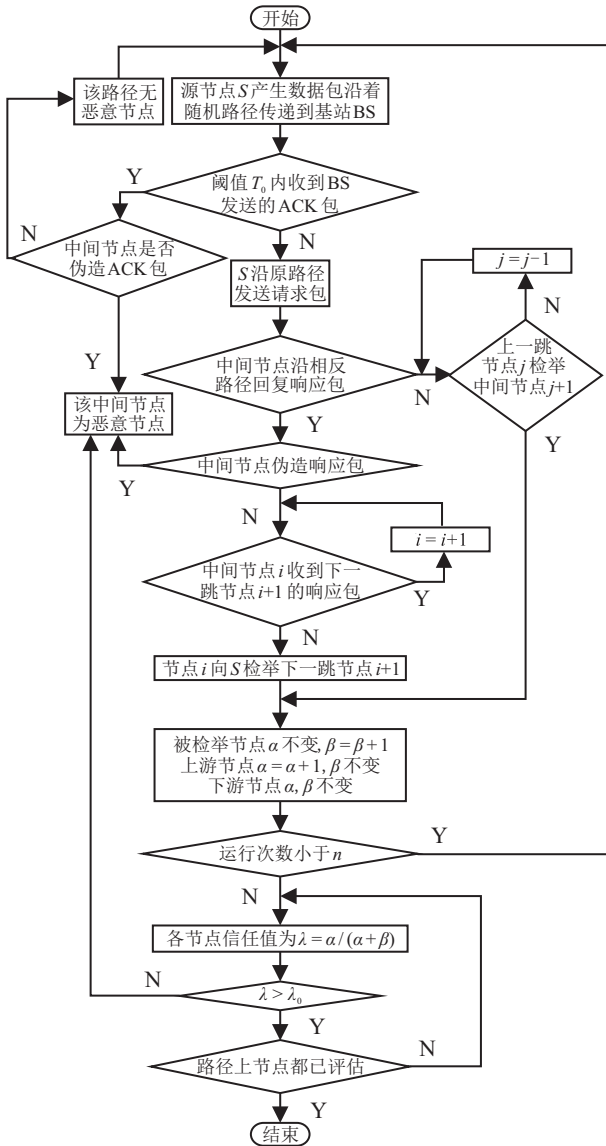 开始
该路径无
恶意节点
源节点S产生数据包沿着
随机路径传递到基站BS
Y
阈值T₀内收到BS
发送的ACK包
N
中间节点是否
伪造ACK包
N
S沿原路径
发送请求包
j=j−1
N
Y
中间节点沿相反
路径回复响应包
N
上一跳
节点j检举
中间节点j+1
该中间节点
为恶意节点
Y
Y
中间节点伪造响应包
Y
N
i=i+1
中间节点i收到下一
跳节点i+1的响应包
Y
N
节点i向S检举下一跳节点i+1
被检举节点α不变,β=β+1
上游节点α=α+1,β不变
下游节点α,β不变
运行次数小于n
Y
N
各节点信任值为λ=α/(α+β)
N
λ>λ₀
Y
路径上节点都已评估
N
Y
结束